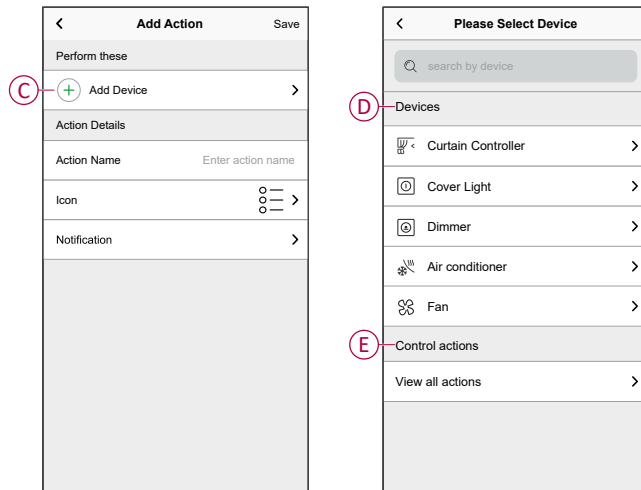 Add Action
Save
Perform these
C
Add Device
Action Details
Action Name
Enter action name
Icon
Notification
Please Select Device
search by device
D
Devices
Curtain Controller
Cover Light
Dimmer
Air conditioner
Fan
E
Control actions
View all actions